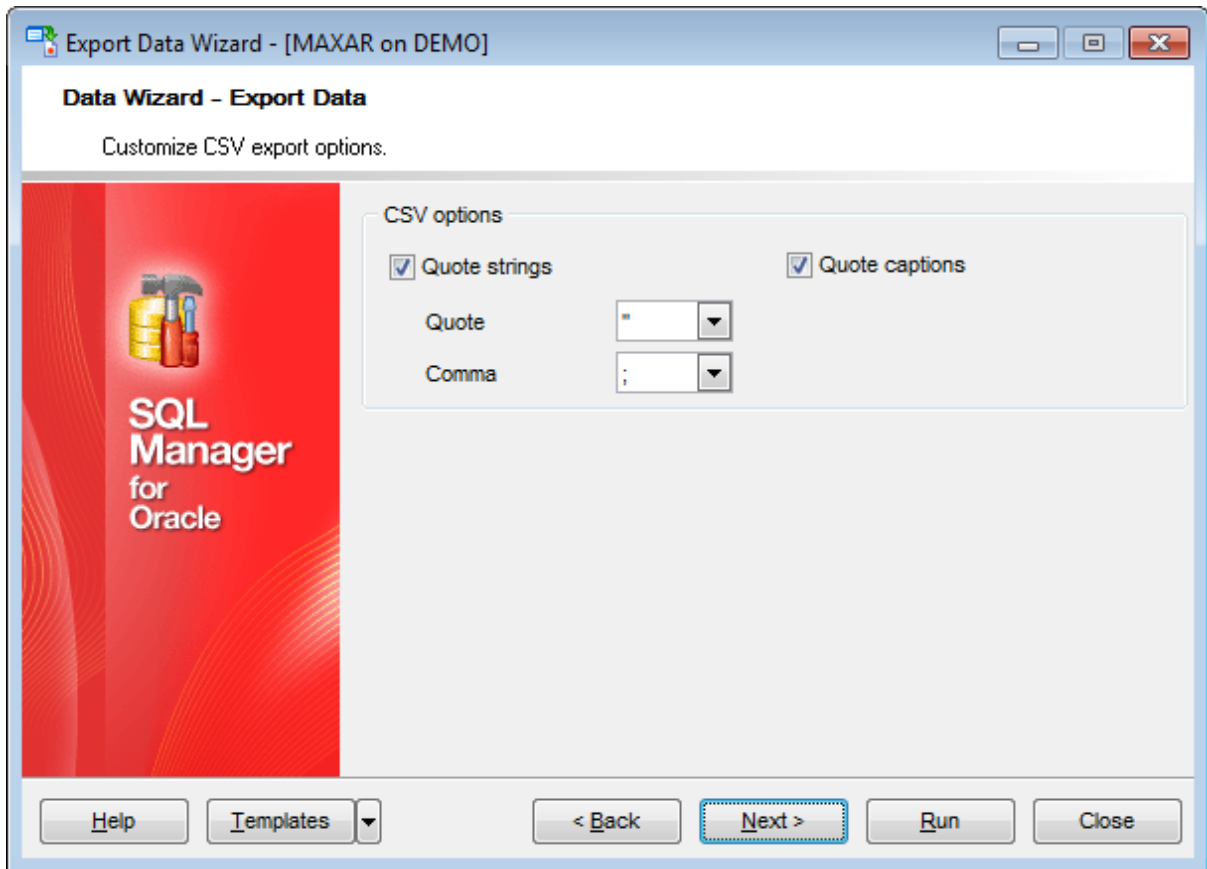 Export Data Wizard - [MAXAR on DEMO]
Data Wizard - Export Data
Customize CSV export options.
CSV options
Quote strings
Quote captions
Quote "
Comma ;
SQL
Manager
for
Oracle
Help Templates < Back Next > Run Close